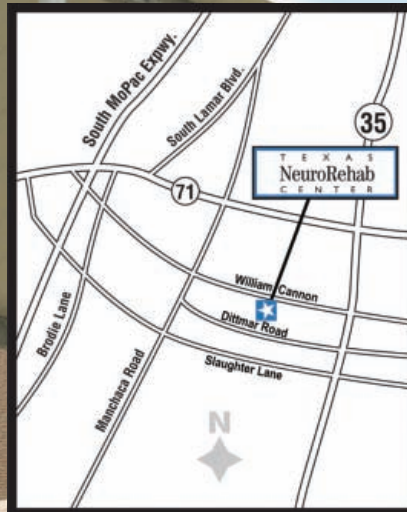 South MoPac Expwy.
South Lamar Blvd.
35
TEXAS
NeuroRehab
CENTER
71
William Cannon
Dittmar Road
Brodie Lane
Manchaca Road
Slaughter Lane
N